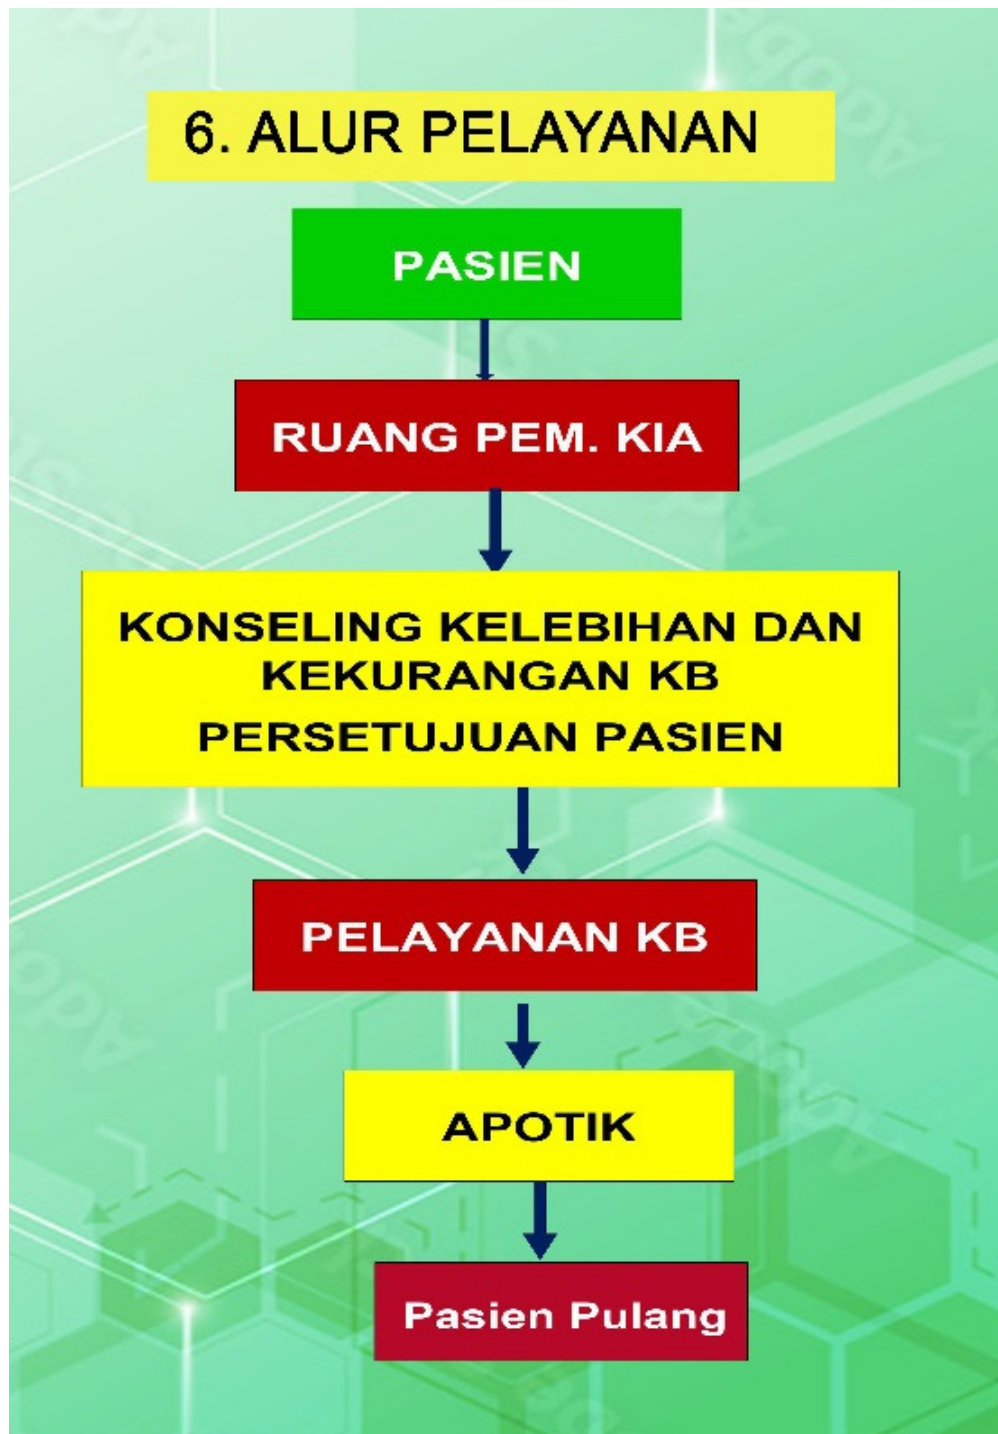 6. ALUR PELAYANAN
PASIEN
RUANG PEM. KIA
KONSELING KELEBIHAN DAN
KEKURANGAN KB
PERSETUJUAN PASIEN
PELAYANAN KB
APOTIK
Pasien Pulang